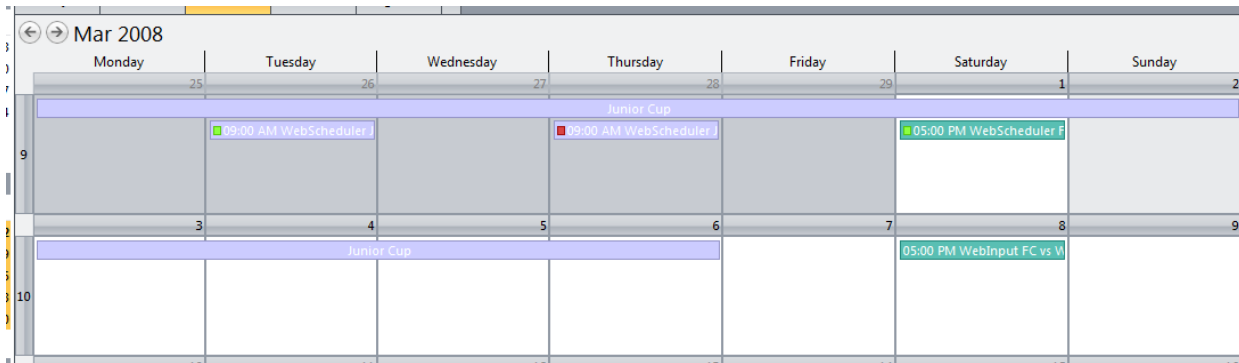 Mar 2008
Monday Tuesday Wednesday Thursday Friday Saturday Sunday
25 26 27 28 29 1 2
Junior Cup
09:00 AM WebScheduler J 09:00 AM WebScheduler J 05:00 PM WebScheduler F
9
3 4 5 6 7 8 9
Junior Cup 05:00 PM WebInput FC vs W
10